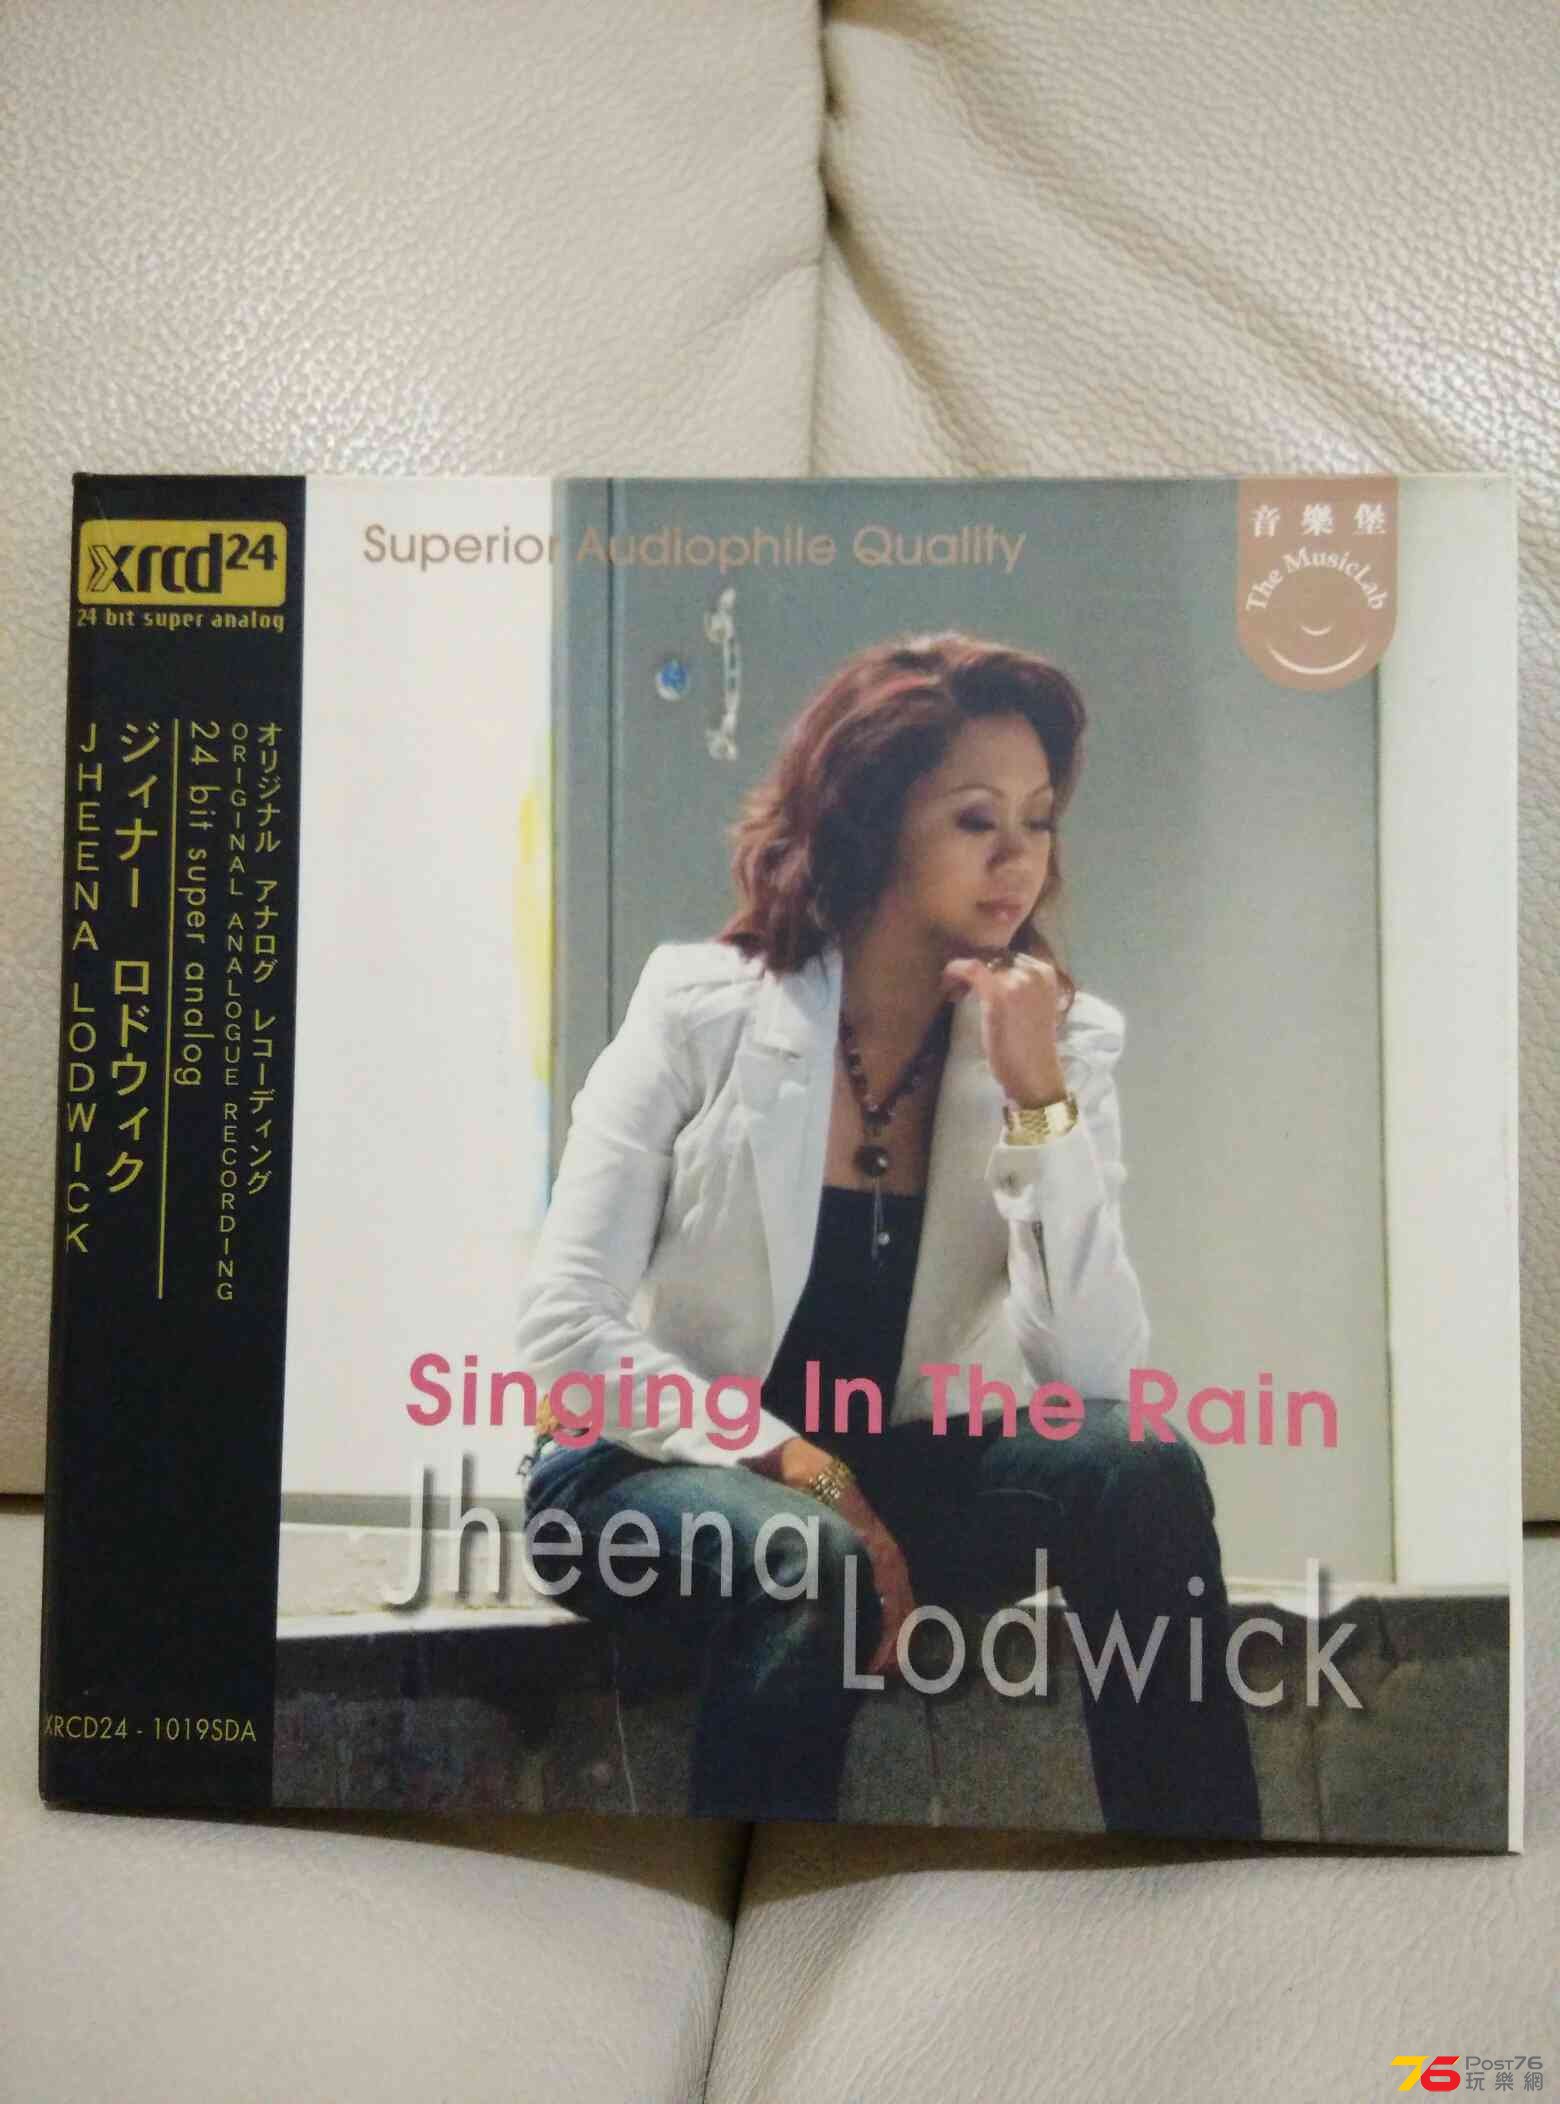 xrcd24
24 bit super analog
オリジナル アナログ レコーディング
ORIGINAL ANALOGUE RECORDING
24 bit super analog
ジィナー ロドウィク
JHEENA LODWICK
XRCD24 - 1019SDA
Superior Audiophile Quality
音樂堡
The MusicLab
Singing In The Rain
Jheena
Lodwick
76 Post76
玩樂網